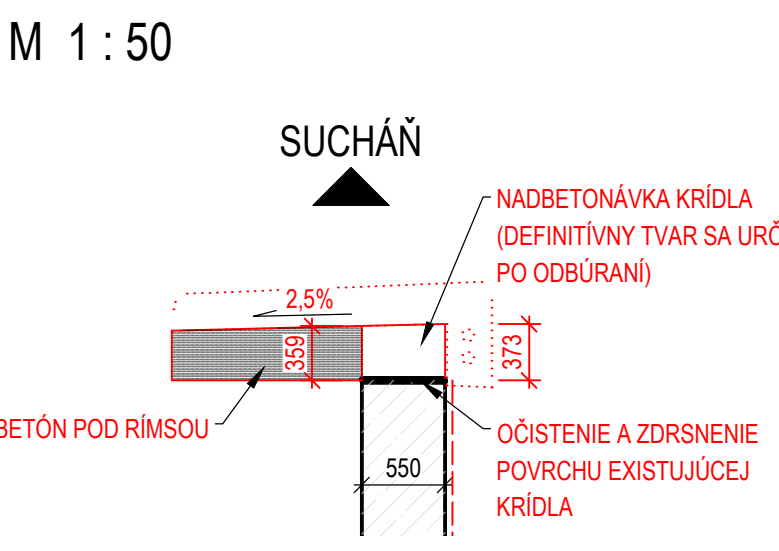 M 1 : 50
SUCHÁŇ
NADBETONÁVKA KRÍDLA
(DEFINITÍVNY TVAR SA URČ
PO ODBÚRANÍ)
2,5%
359
373
BETÓN POD RÍMSOU
OČISTENIE A ZDRSNENIE
POVRCHU EXISTUJÚCEJ
KRÍDLA
550